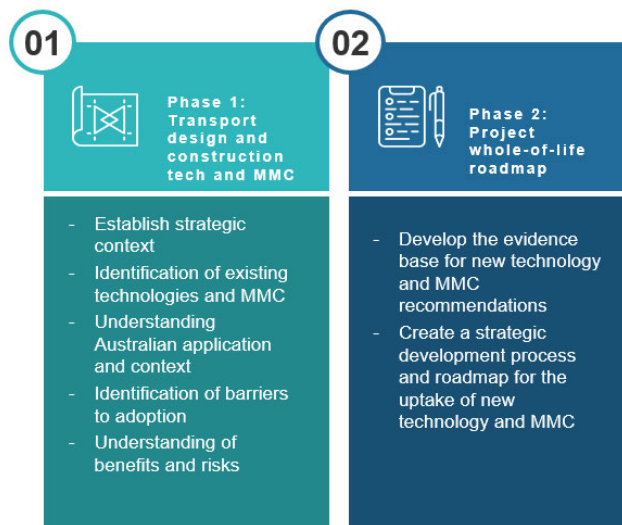 01
Phase 1:
Transport
design and
construction
tech and MMC
- Establish strategic
context
- Identification of existing
technologies and MMC
- Understanding
Australian application
and context
- Identification of barriers
to adoption
- Understanding of
benefits and risks
02
Phase 2:
Project
whole-of-life
roadmap
- Develop the evidence
base for new technology
and MMC
recommendations
- Create a strategic
development process
and roadmap for the
uptake of new
technology and MMC